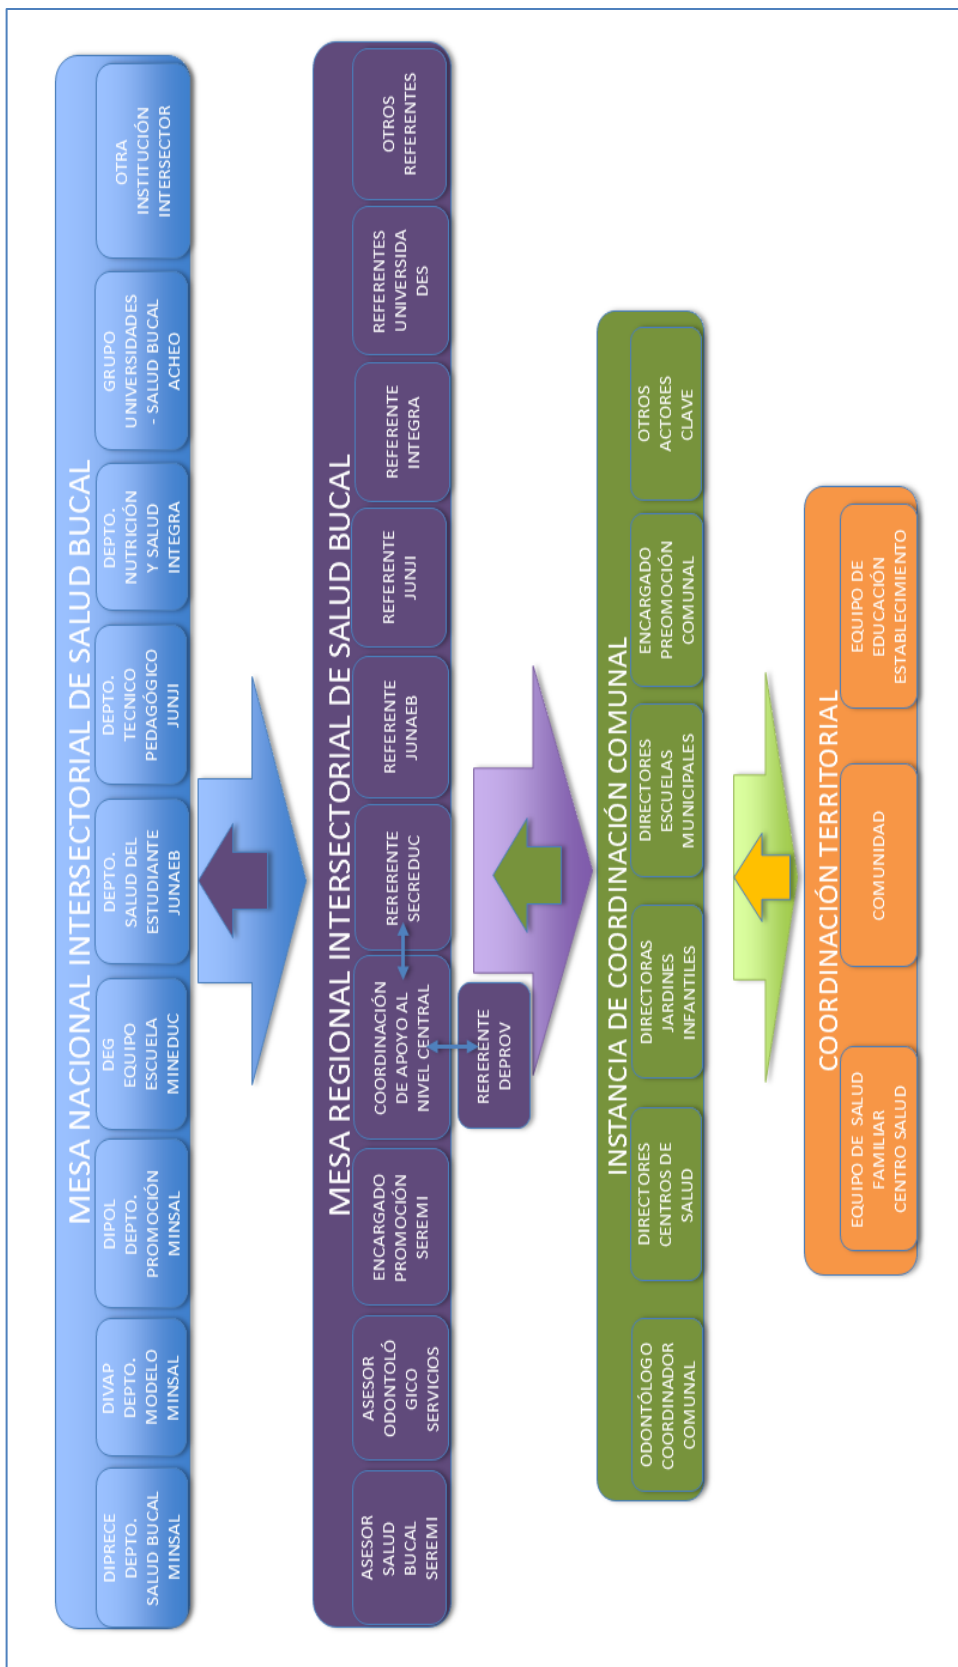 MESA NACIONAL INTERSECTORIAL DE SALUD BUCAL
DIPRECE
DEPTO.
SALUD BUCAL
MINSAL
DIVAP
DEPTO.
MODELO
MINSAL
DIPOL
DEPTO.
PROMOCIÓN
MINSAL
DEG
EQUIPO
ESCUELA
MINEDUC
DEPTO.
SALUD DEL
ESTUDIANTE
JUNAEB
DEPTO.
TECNICO
PEDAGÓGICO
JUNJI
DEPTO.
NUTRICIÓN
Y SALUD
INTEGRA
GRUPO
UNIVERSIDADES
- SALUD BUCAL
ACHEO
OTRA
INSTITUCIÓN
INTERSECTOR
MESA REGIONAL INTERSECTORIAL DE SALUD BUCAL
ASESOR
SALUD
BUCAL
SEREMI
ASESOR
ODONTOLÓ
GICO
SERVICIOS
ENCARGADO
PROMOCIÓN
SEREMI
COORDINACIÓN
DE APOYO AL
NIVEL CENTRAL
RERERENTE
SECREDUC
REFERENTE
JUNAEB
REFERENTE
JUNJI
REFERENTE
INTEGRA
REFERENTES
UNIVERSIDA
DES
OTROS
REFERENTES
RERERENTE
DEPROV
INSTANCIA DE COORDINACIÓN COMUNAL
ODONTÓLOGO
COORDINADOR
COMUNAL
DIRECTORES
CENTROS DE
SALUD
DIRECTORAS
JARDINES
INFANTILES
DIRECTORES
ESCUELAS
MUNICIPALES
ENCARGADO
PREOMOCIÓN
COMUNAL
OTROS
ACTORES
CLAVE
COORDINACIÓN TERRITORIAL
EQUIPO DE SALUD
FAMILIAR
CENTRO SALUD
COMUNIDAD
EQUIPO DE
EDUCACIÓN
ESTABLECIMIENTO